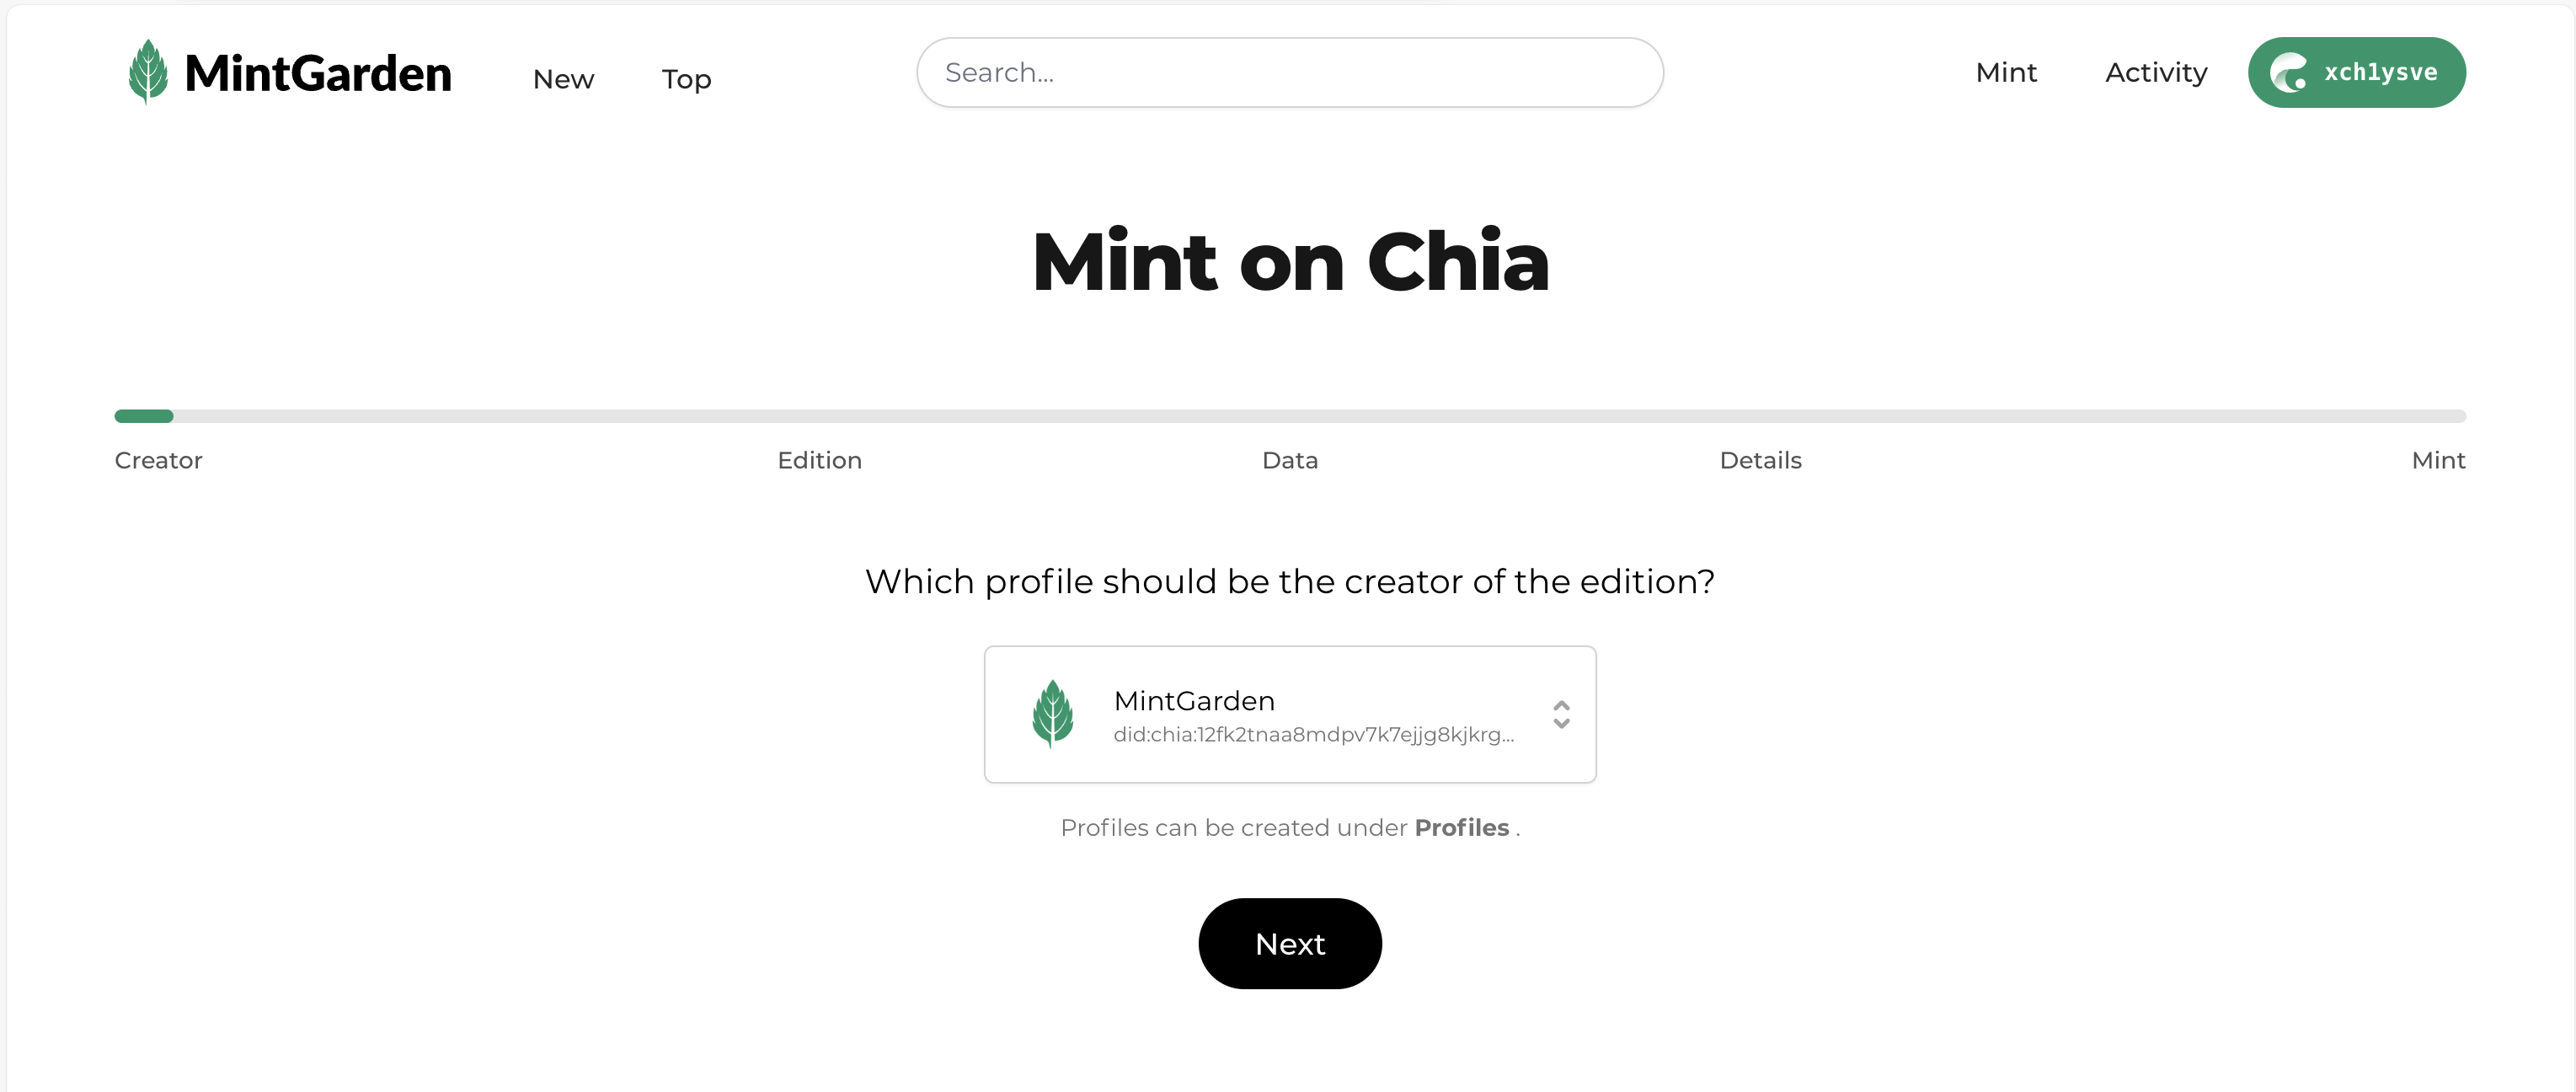 MintGarden New Top Search... Mint Activity xch1ysve
Mint on Chia
Creator Edition Data Details Mint
Which profile should be the creator of the edition?
MintGarden
did:chia:12fk2tnaa8mdpv7k7ejjg8kjkrg...
Profiles can be created under Profiles .
Next